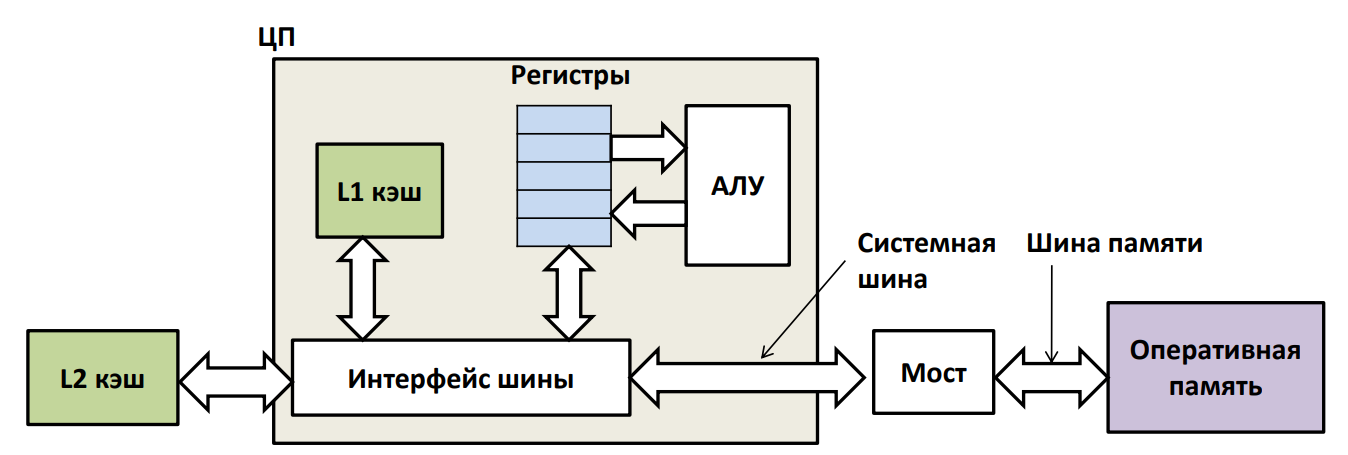 ЦП
Регистры
L1 кэш
АЛУ
Системная
шина
Шина памяти
L2 кэш
Интерфейс шины
Мост
Оперативная
память